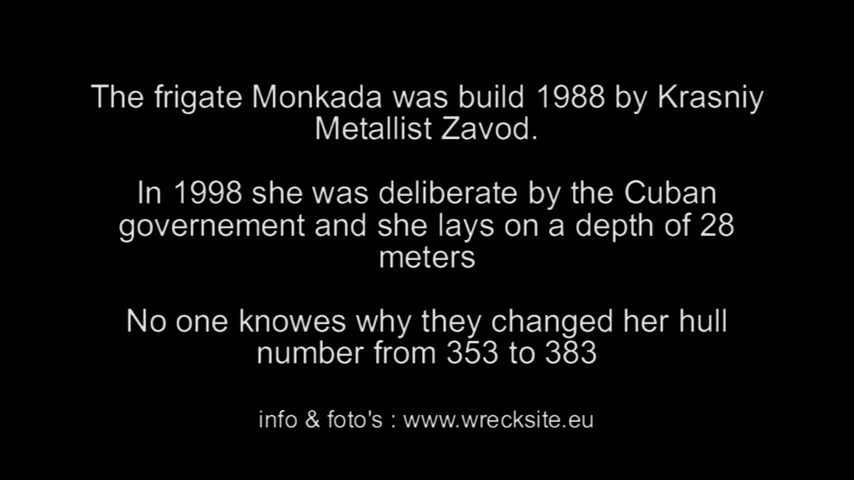 The frigate Monkada was build 1988 by Krasniy
Metallist Zavod.
In 1998 she was deliberate by the Cuban
governement and she lays on a depth of 28
meters
No one knowes why they changed her hull
number from 353 to 383
info & foto's : www.wrecksite.eu